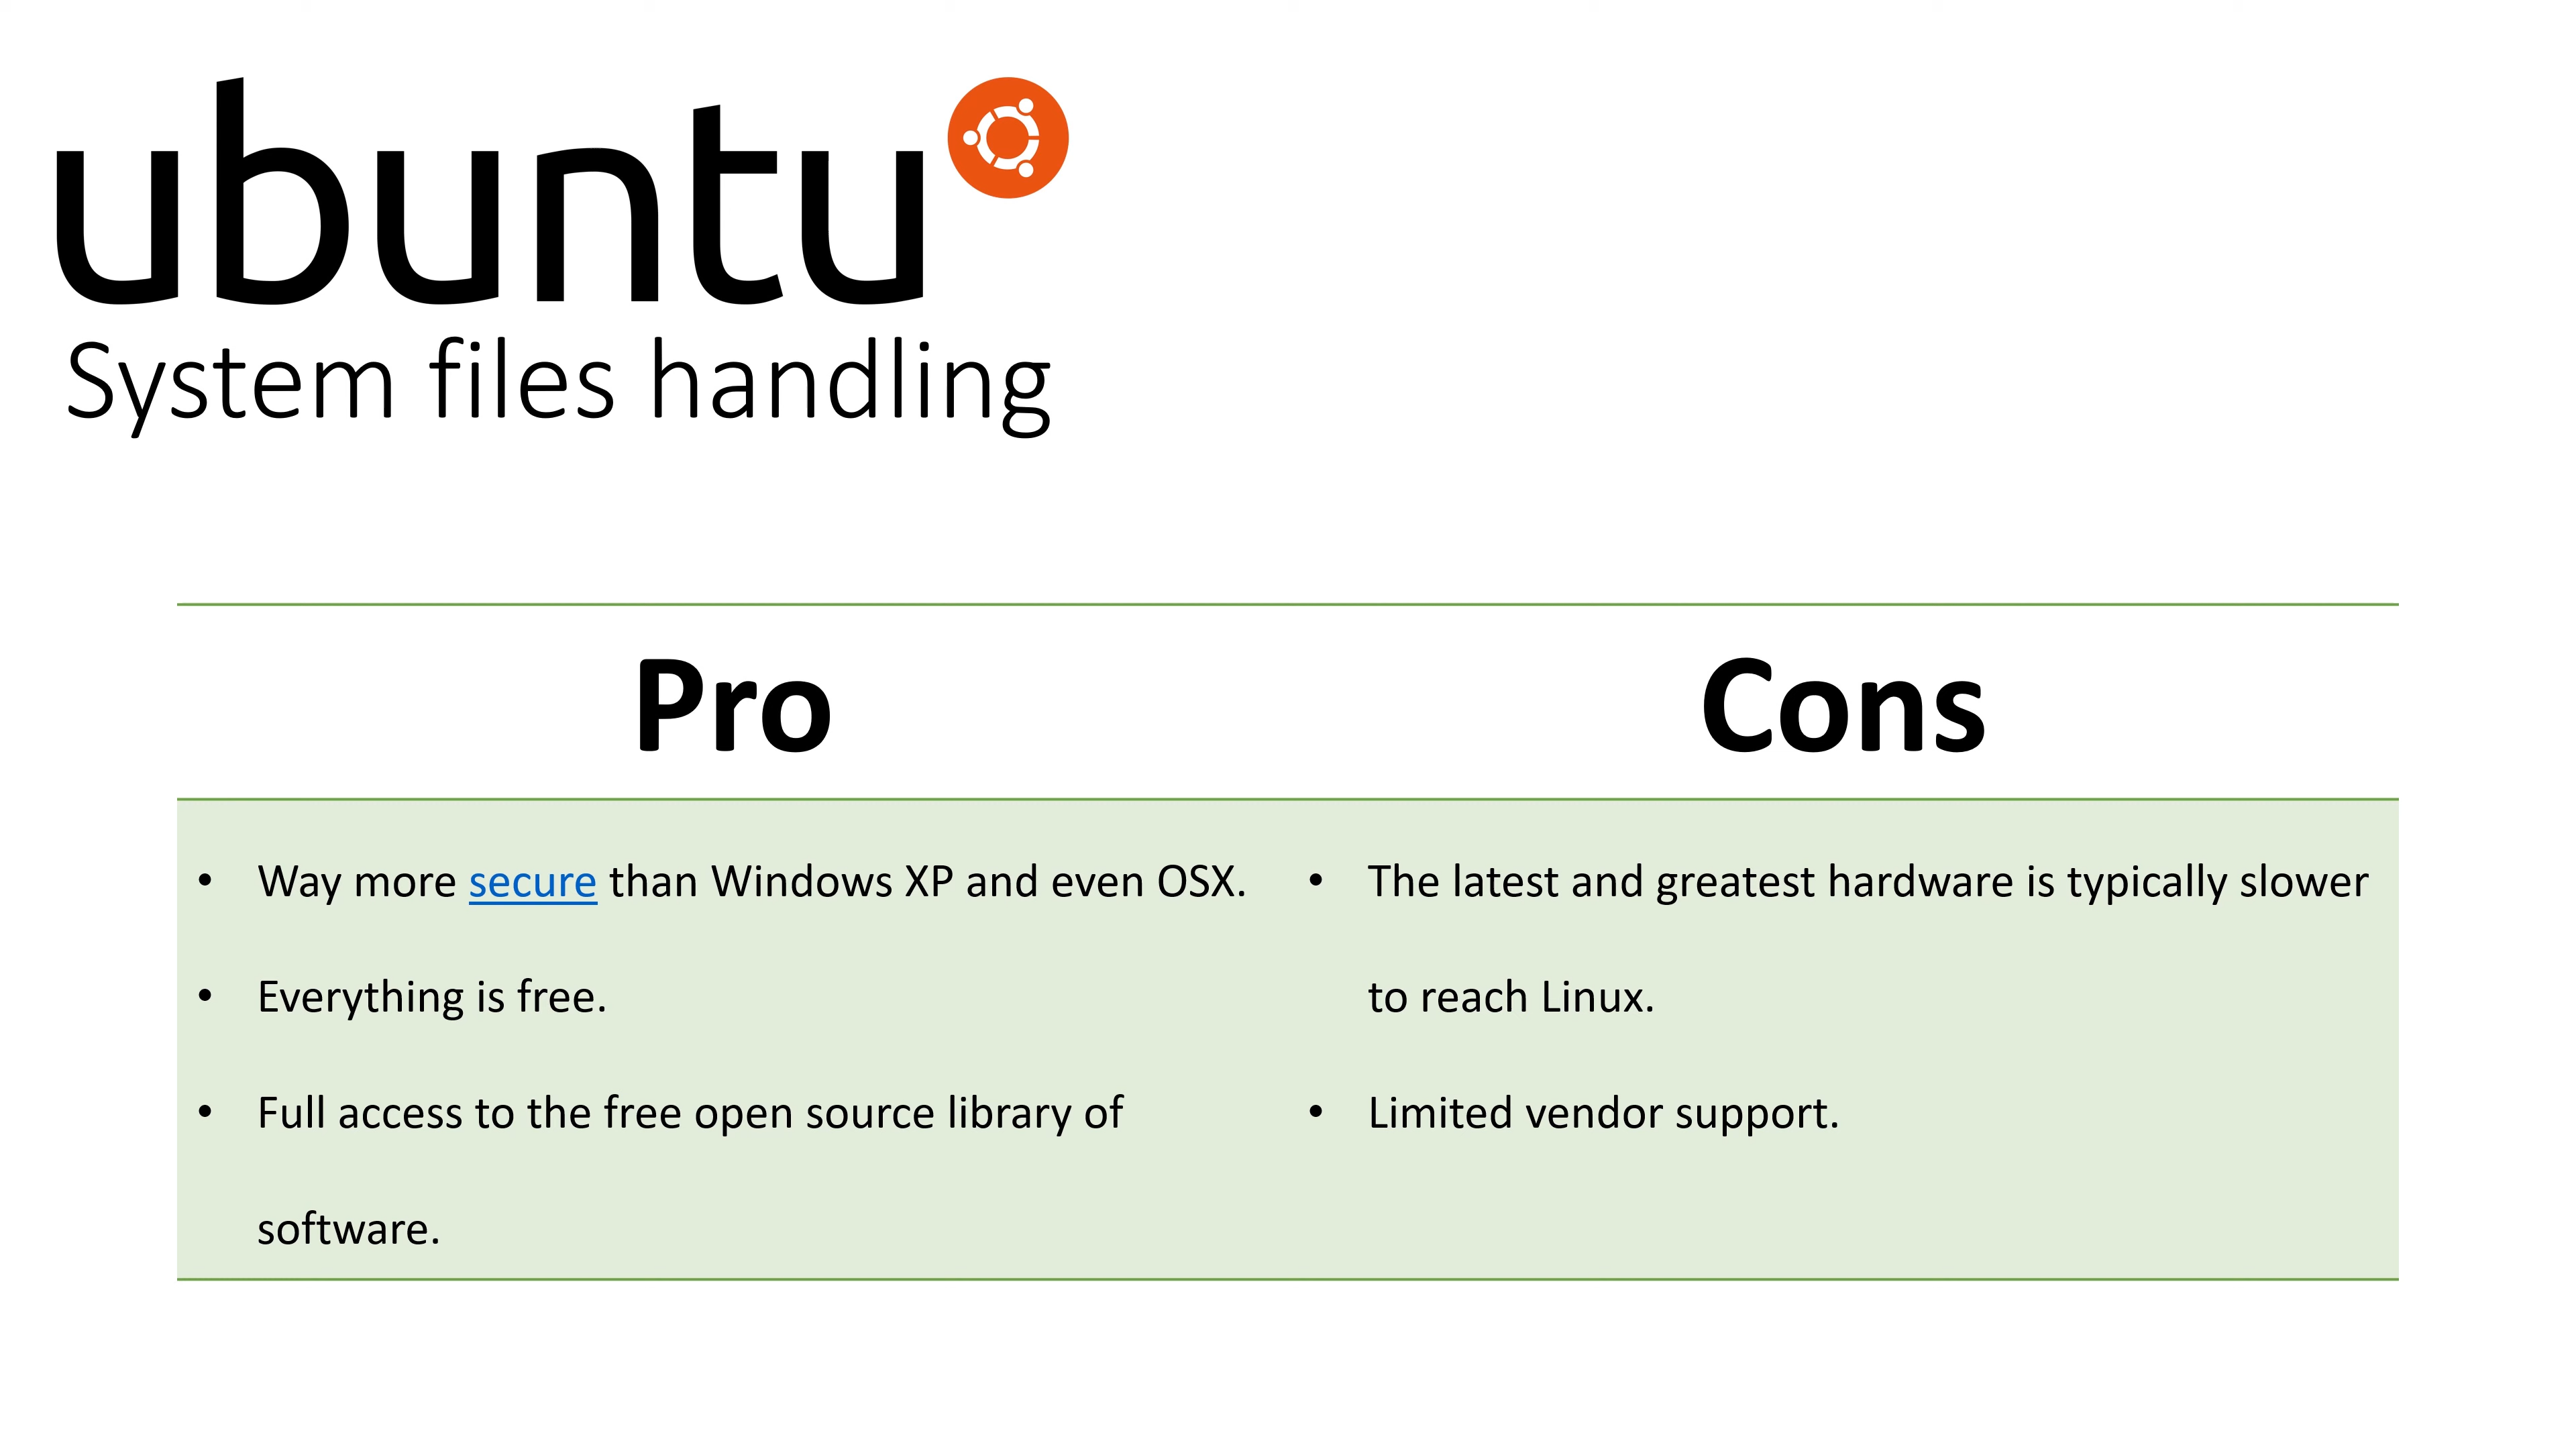 ubuntu
System files handling
Pro
Cons
• Way more secure than Windows XP and even OSX.
• Everything is free.
• Full access to the free open source library of
software.
• The latest and greatest hardware is typically slower
to reach Linux.
• Limited vendor support.